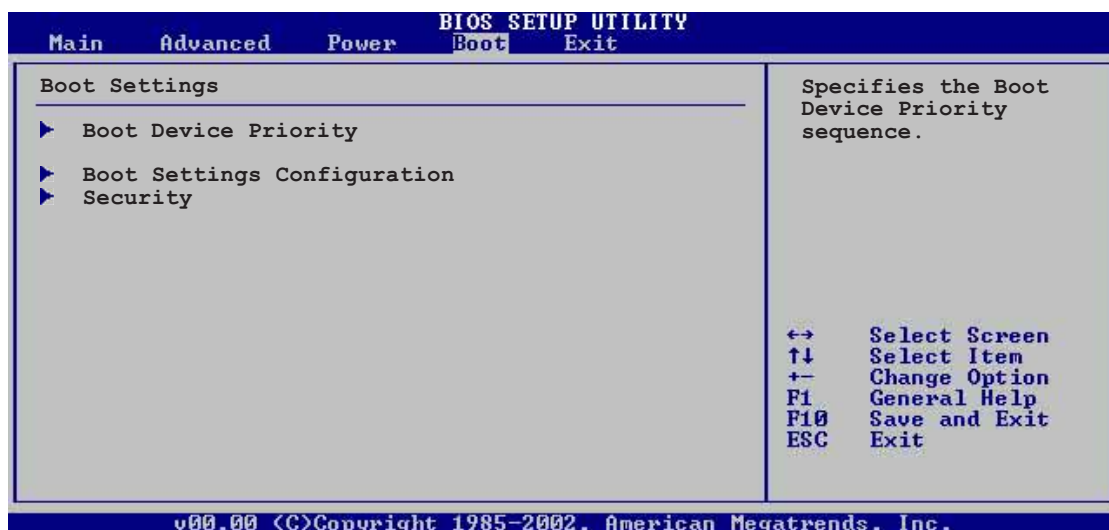 BIOS SETUP UTILITY
Main Advanced Power Boot Exit
Boot Settings
Boot Device Priority
Boot Settings Configuration
Security
Specifies the Boot
Device Priority
sequence.
←→ Select Screen
↑↓ Select Item
+- Change Option
F1 General Help
F10 Save and Exit
ESC Exit
v00.00 (C)Copyright 1985-2002, American Megatrends, Inc.